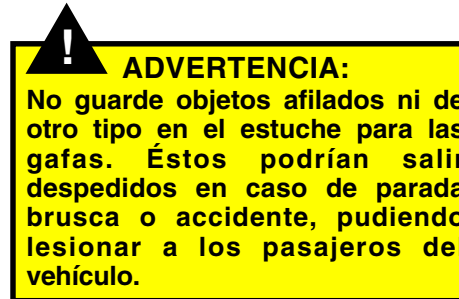 !
ADVERTENCIA:
No guarde objetos afilados ni de
otro tipo en el estuche para las
gafas. Éstos podrían salir
despedidos en caso de parada
brusca o accidente, pudiendo
lesionar a los pasajeros de
vehículo.